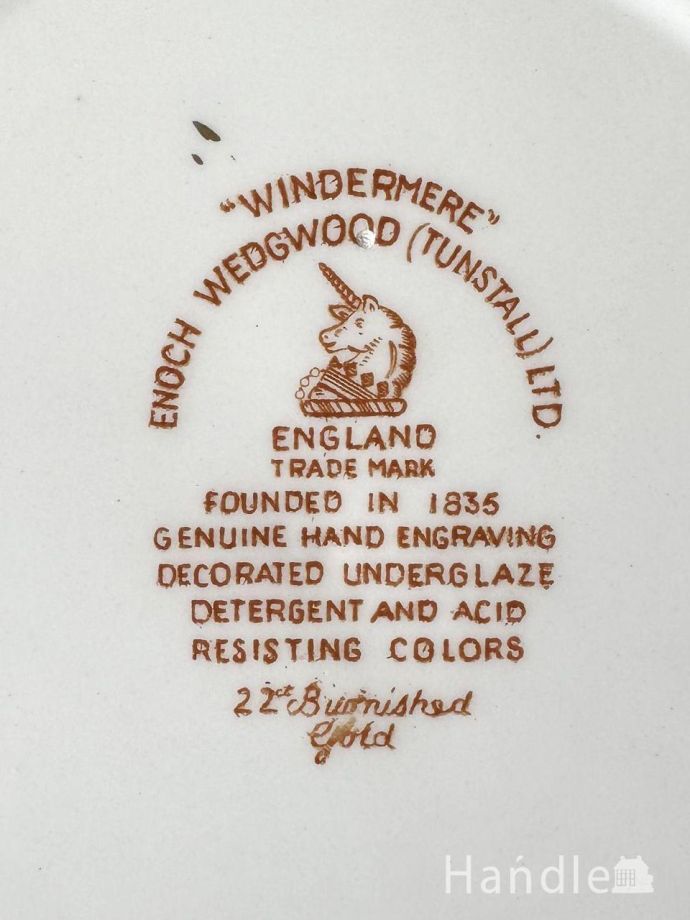 "WINDERMERE"
ENOCH WEDGWOOD (TUNSTALL) LTD.
ENGLAND
TRADE MARK
FOUNDED IN 1835
GENUINE HAND ENGRAVING
DECORATED UNDERGLAZE
DETERGENT AND ACID
RESISTING COLORS
22ct Burnished
Gold
Handle